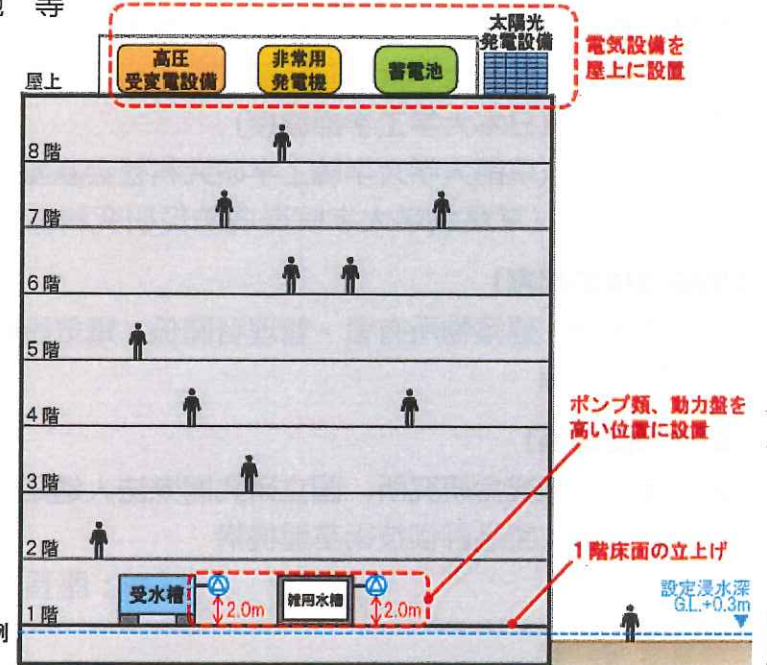 等
太陽光
発電設備
高圧
受変電設備
非常用
発電機
蓄電池
電気設備を
屋上に設置
屋上
8階
7階
6階
5階
4階
ポンプ類、動力盤を
高い位置に設置
3階
2階
1階床面の立上げ
受水槽
2.0m
雑用水槽
2.0m
設定浸水深
G.L.+0.3m
1階
例